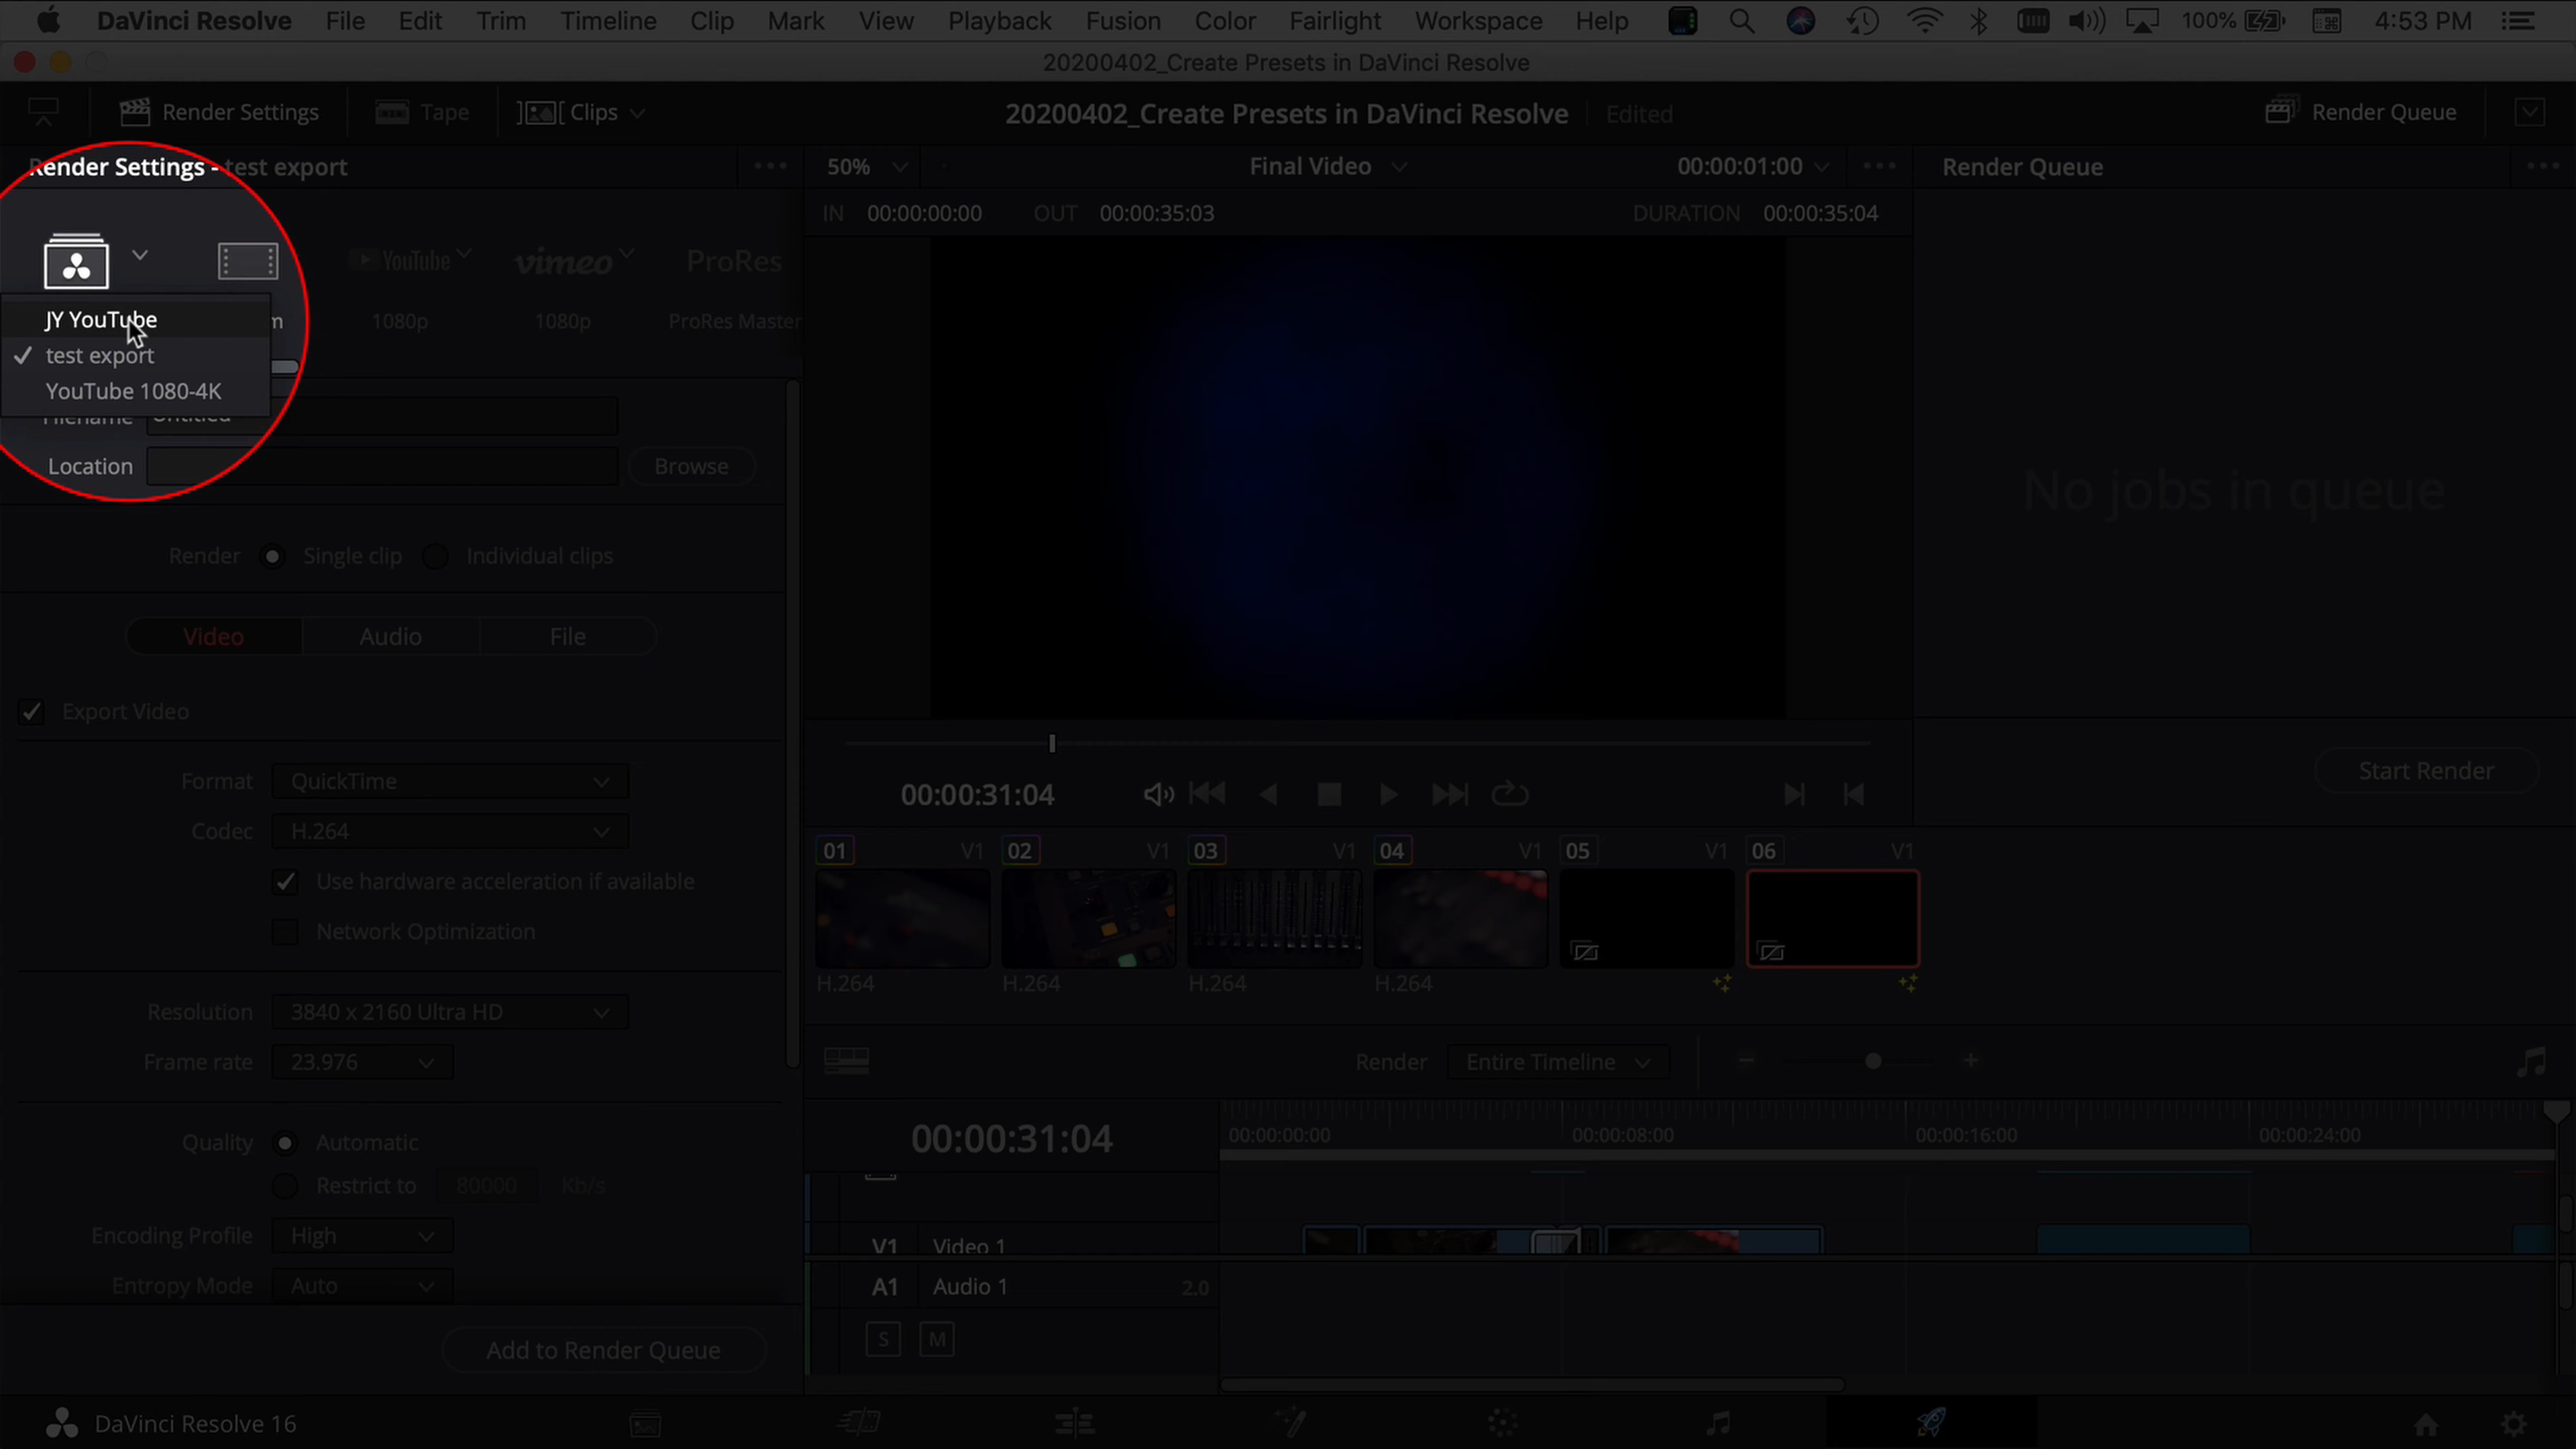 DaVinci Resolve File Edit Trim Timeline Clip Mark View Playback Fusion Color Fairlight Workspace Help 100% 4:53 PM
20200402_Create Presets in DaVinci Resolve
Render Settings Tape Clips 20200402_Create Presets in DaVinci Resolve Edited Render Queue
Render Settings - test export 50% Final Video 00:00:01:00 Render Queue
IN 00:00:00:00 OUT 00:00:35:03 DURATION 00:00:35:04
YouTube vimeo ProRes
JY YouTube m 1080p 1080p ProRes Master
test export
YouTube 1080-4K
Filename Untitled
Location Browse
No jobs in queue
Render Single clip Individual clips
Video Audio File
Export Video
Start Render
Format QuickTime
00:00:31:04
Codec H.264
01 V1 02 V1 03 V1 04 V1 05 V1 06 V1
Use hardware acceleration if available
Network Optimization
H.264 H.264 H.264 H.264
Resolution 3840 x 2160 Ultra HD
Frame rate 23.976
Render Entire Timeline
00:00:31:04 00:00:00:00 00:00:08:00 00:00:16:00 00:00:24:00
Quality Automatic
Restrict to 80000 Kb/s
Encoding Profile High
V1 Video 1
Entropy Mode Auto
A1 Audio 1 2.0
S M
Add to Render Queue
DaVinci Resolve 16